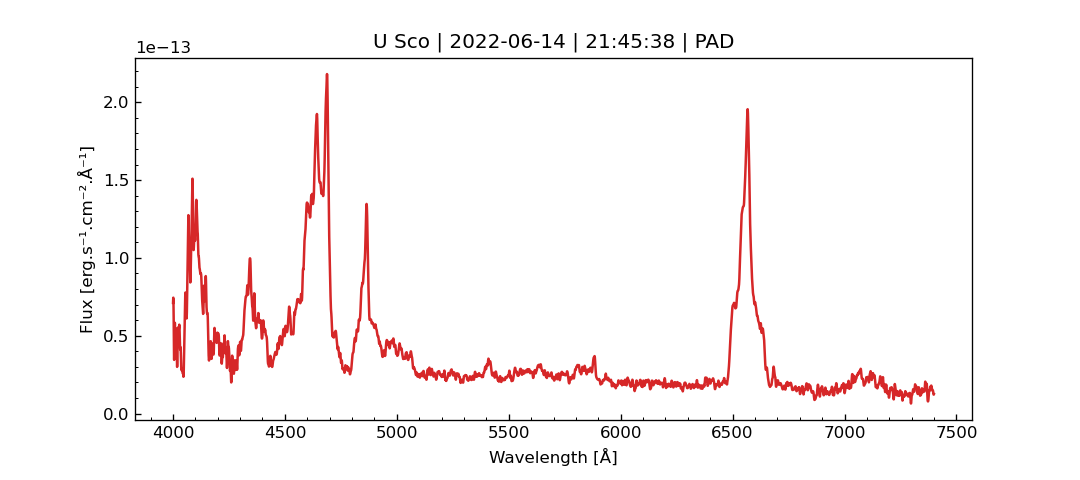 U Sco | 2022-06-14 | 21:45:38 | PAD
1e−13
2.0
1.5
1.0
0.5
0.0
Flux [erg.s⁻¹.cm⁻².Å⁻¹]
4000 4500 5000 5500 6000 6500 7000 7500
Wavelength [Å]